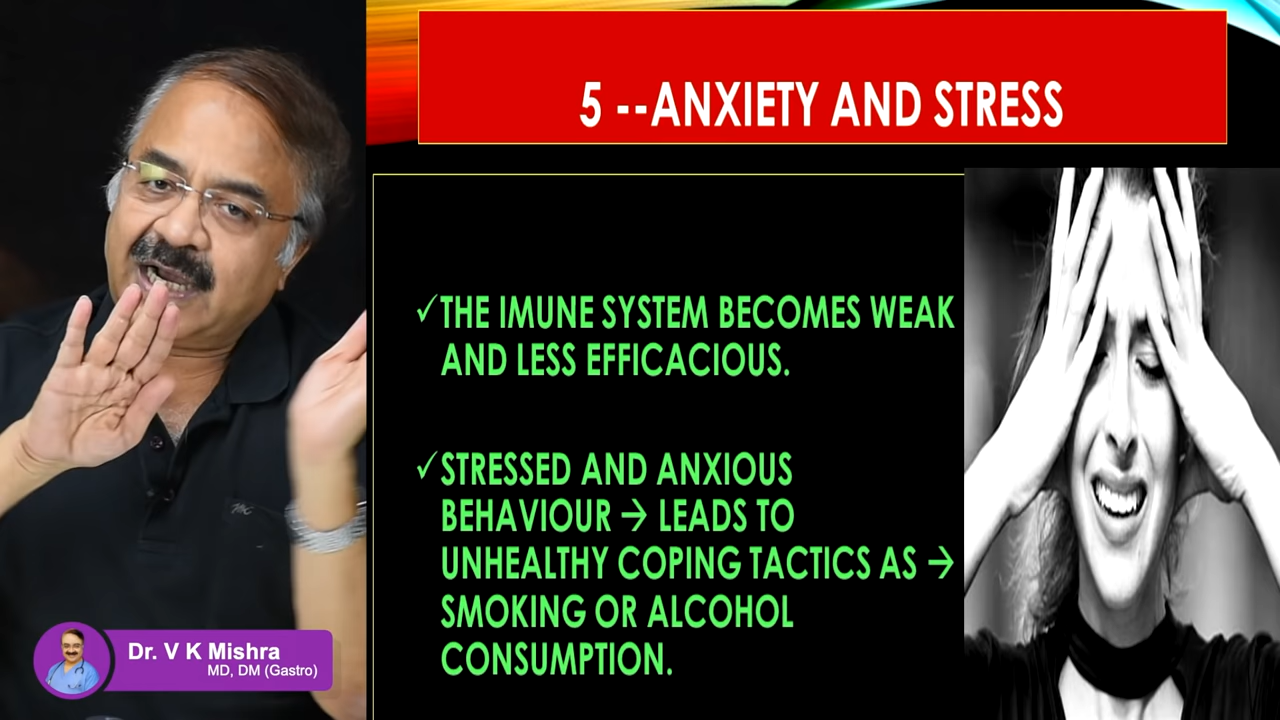 5 --ANXIETY AND STRESS
✓THE IMUNE SYSTEM BECOMES WEAK
AND LESS EFFICACIOUS.
✓STRESSED AND ANXIOUS
BEHAVIOUR → LEADS TO
UNHEALTHY COPING TACTICS AS →
SMOKING OR ALCOHOL
CONSUMPTION.
Dr. V K Mishra
MD, DM (Gastro)